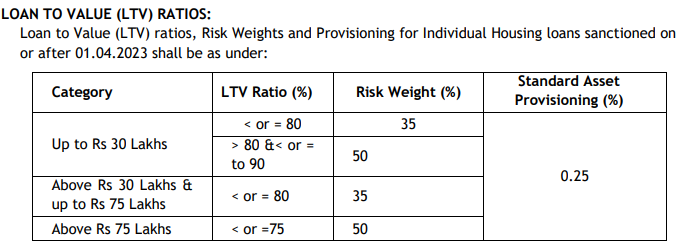 LOAN TO VALUE (LTV) RATIOS:
Loan to Value (LTV) ratios, Risk Weights and Provisioning for Individual Housing loans sanctioned on
or after 01.04.2023 shall be as under:
Category LTV Ratio (%) Risk Weight (%) Standard Asset
Provisioning (%)
Up to Rs 30 Lakhs
< or = 80 35
> 80 &< or =
to 90
50
0.25
Above Rs 30 Lakhs &
up to Rs 75 Lakhs
< or = 80 35
Above Rs 75 Lakhs < or =75 50